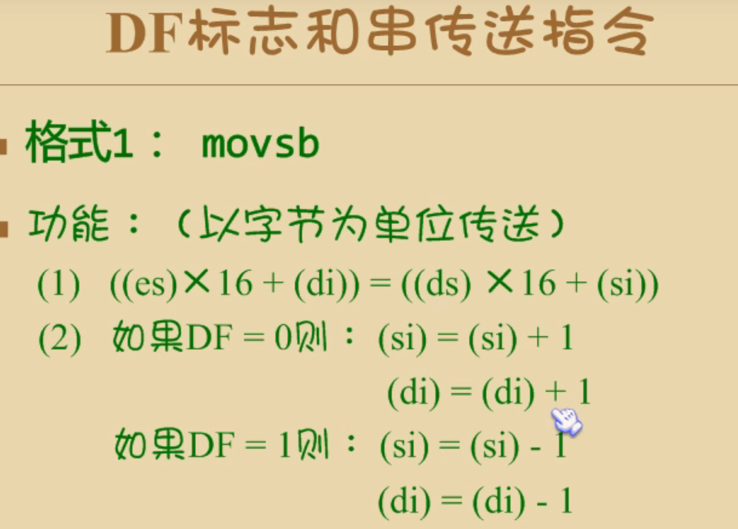 DF标志和串传送指令
格式1： movsb
功能：（以字节为单位传送）
(1) ((es)×16 + (di)) = ((ds) ×16 + (si))
(2) 如果DF = 0则：(si) = (si) + 1
(di) = (di) + 1
如果DF = 1则：(si) = (si) - 1
(di) = (di) - 1